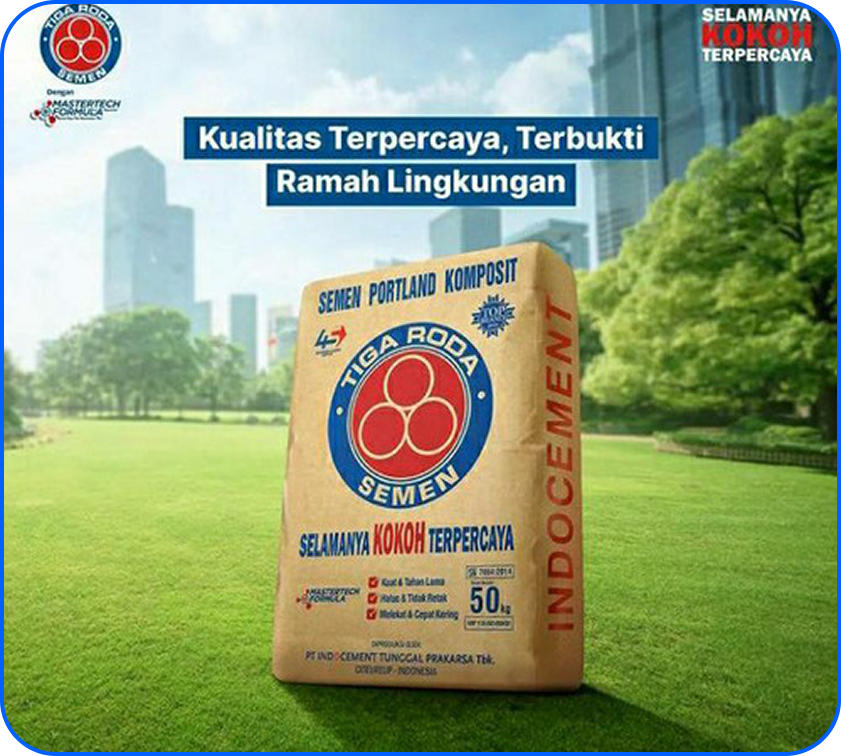 TIGA RODA
SEMEN
Dengan
MASTERTECH
FORMULA
SELAMANYA
KOKOH
TERPERCAYA
Kualitas Terpercaya, Terbukti
Ramah Lingkungan
SEMEN PORTLAND KOMPOSIT
TOP
45
TIGA RODA
SEMEN
SELAMANYA KOKOH TERPERCAYA
MASTERTECH
FORMULA
Kuat & Tahan Lama
Halus & Tidak Retak
Melekat & Cepat Kering
50 kg
DIPRODUKSI OLEH:
PT INDOCEMENT TUNGGAL PRAKARSA Tbk.
CITEUREUP - INDONESIA
INDOCEMENT